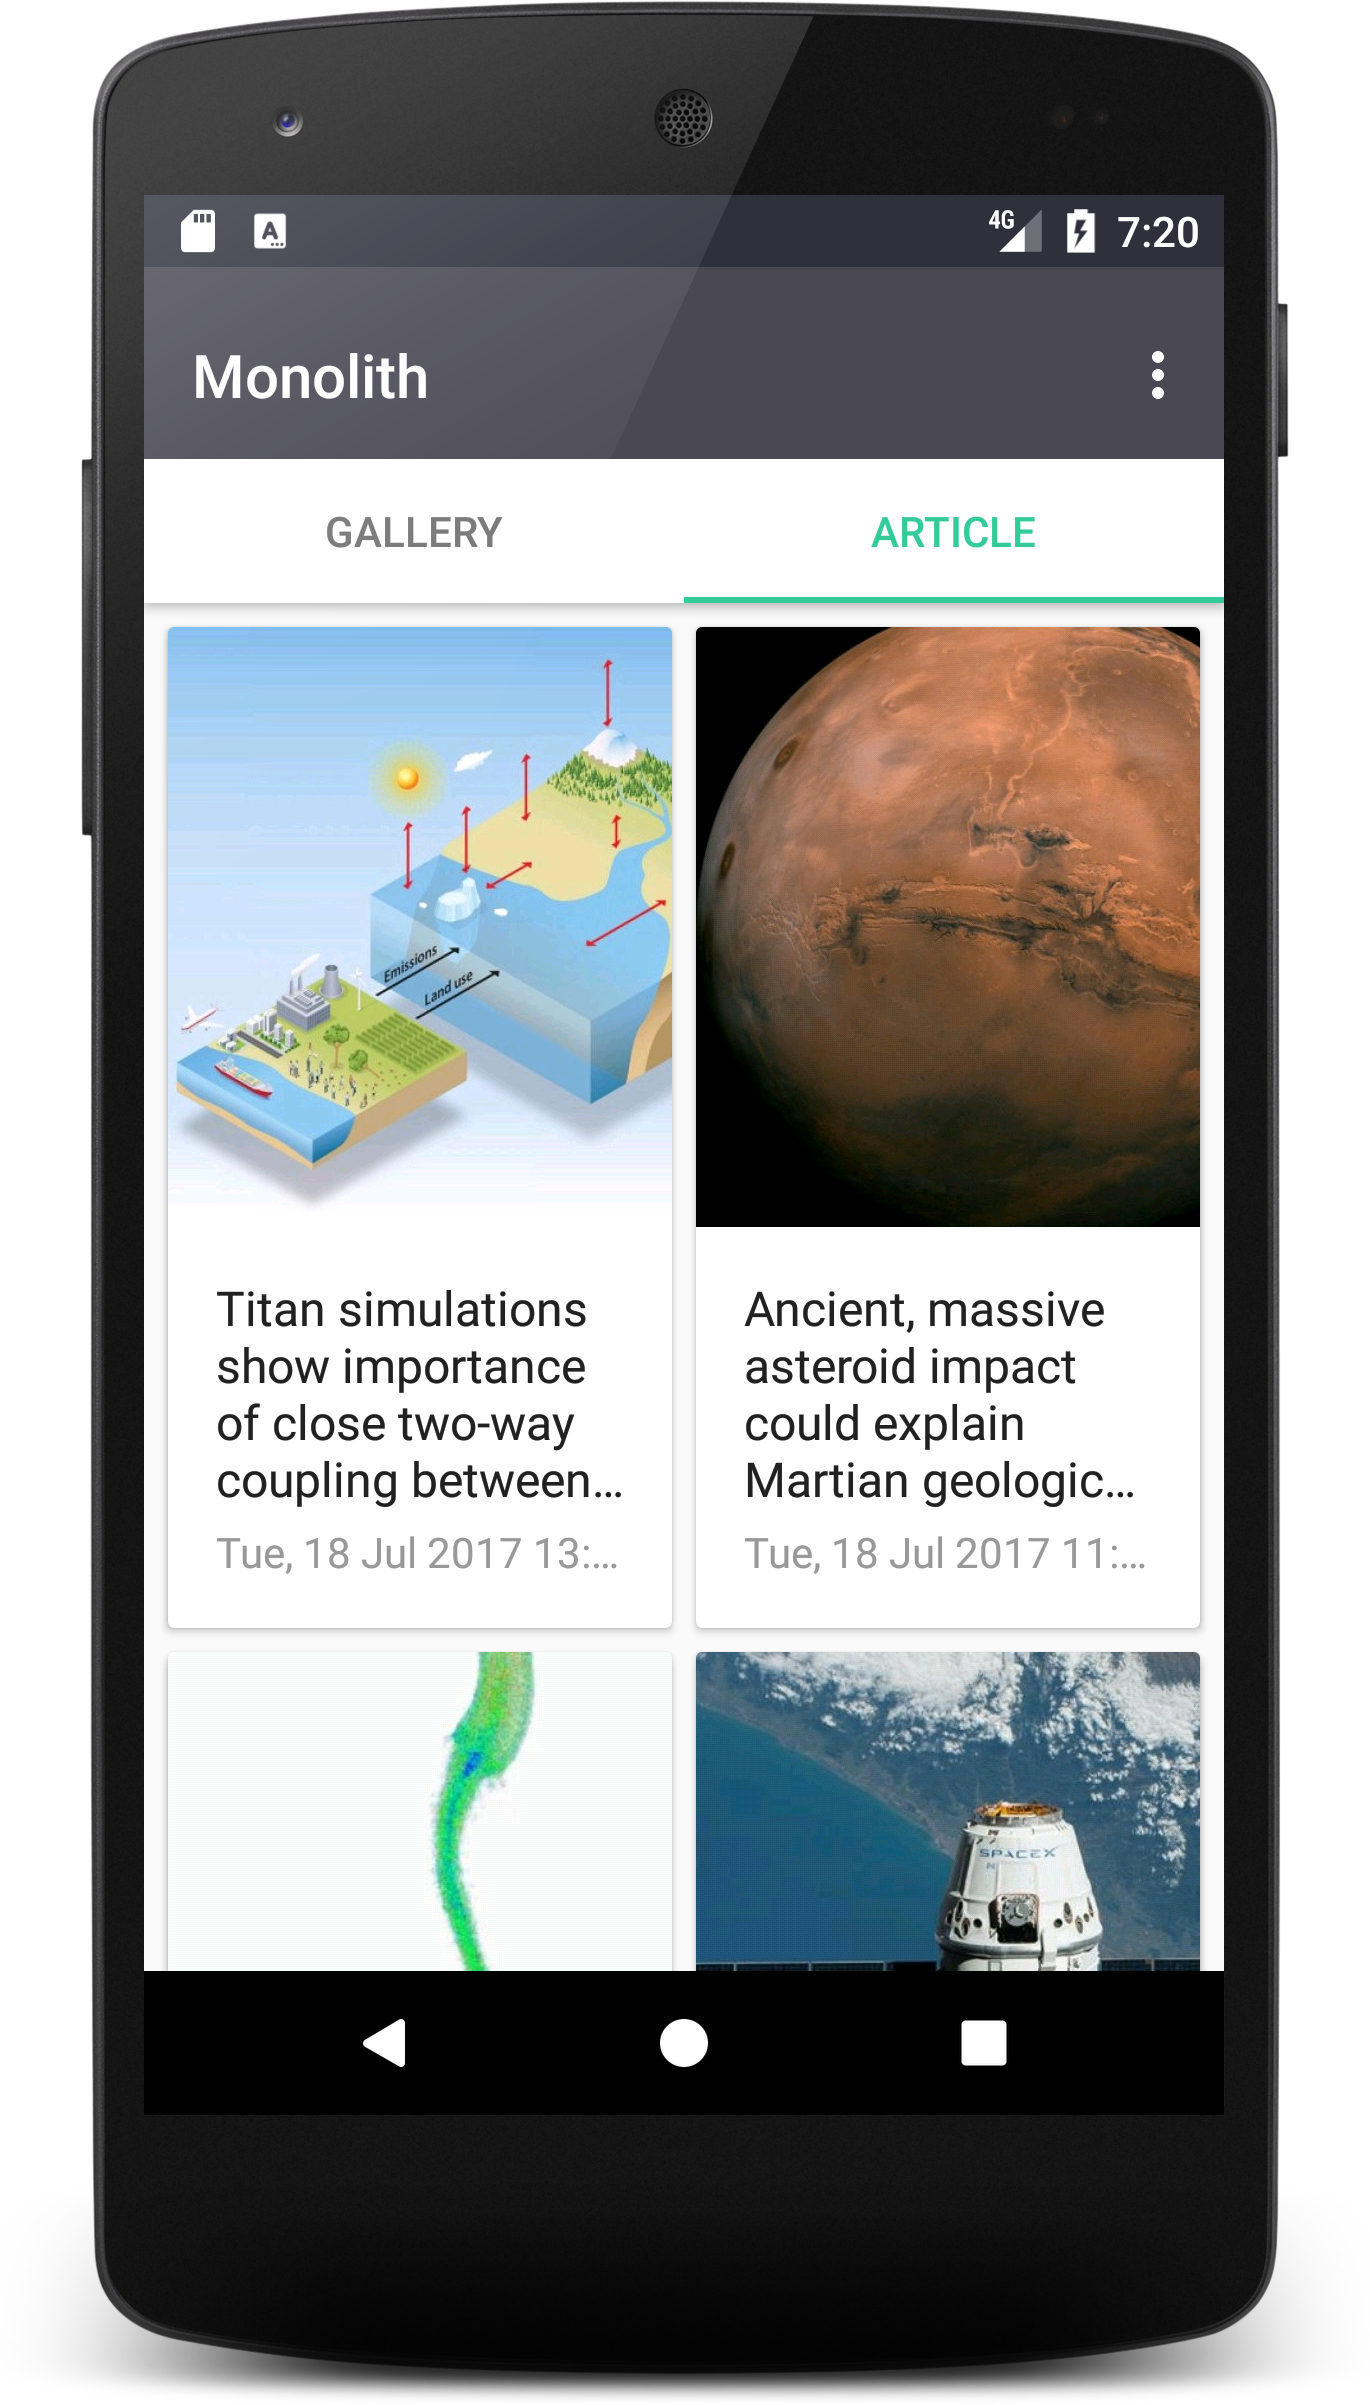 4G
7:20
Monolith
GALLERY
ARTICLE
Emissions
Land use
Titan simulations
show importance
of close two-way
coupling between...
Tue, 18 Jul 2017 13:...
Ancient, massive
asteroid impact
could explain
Martian geologic...
Tue, 18 Jul 2017 11:...
SPACEX